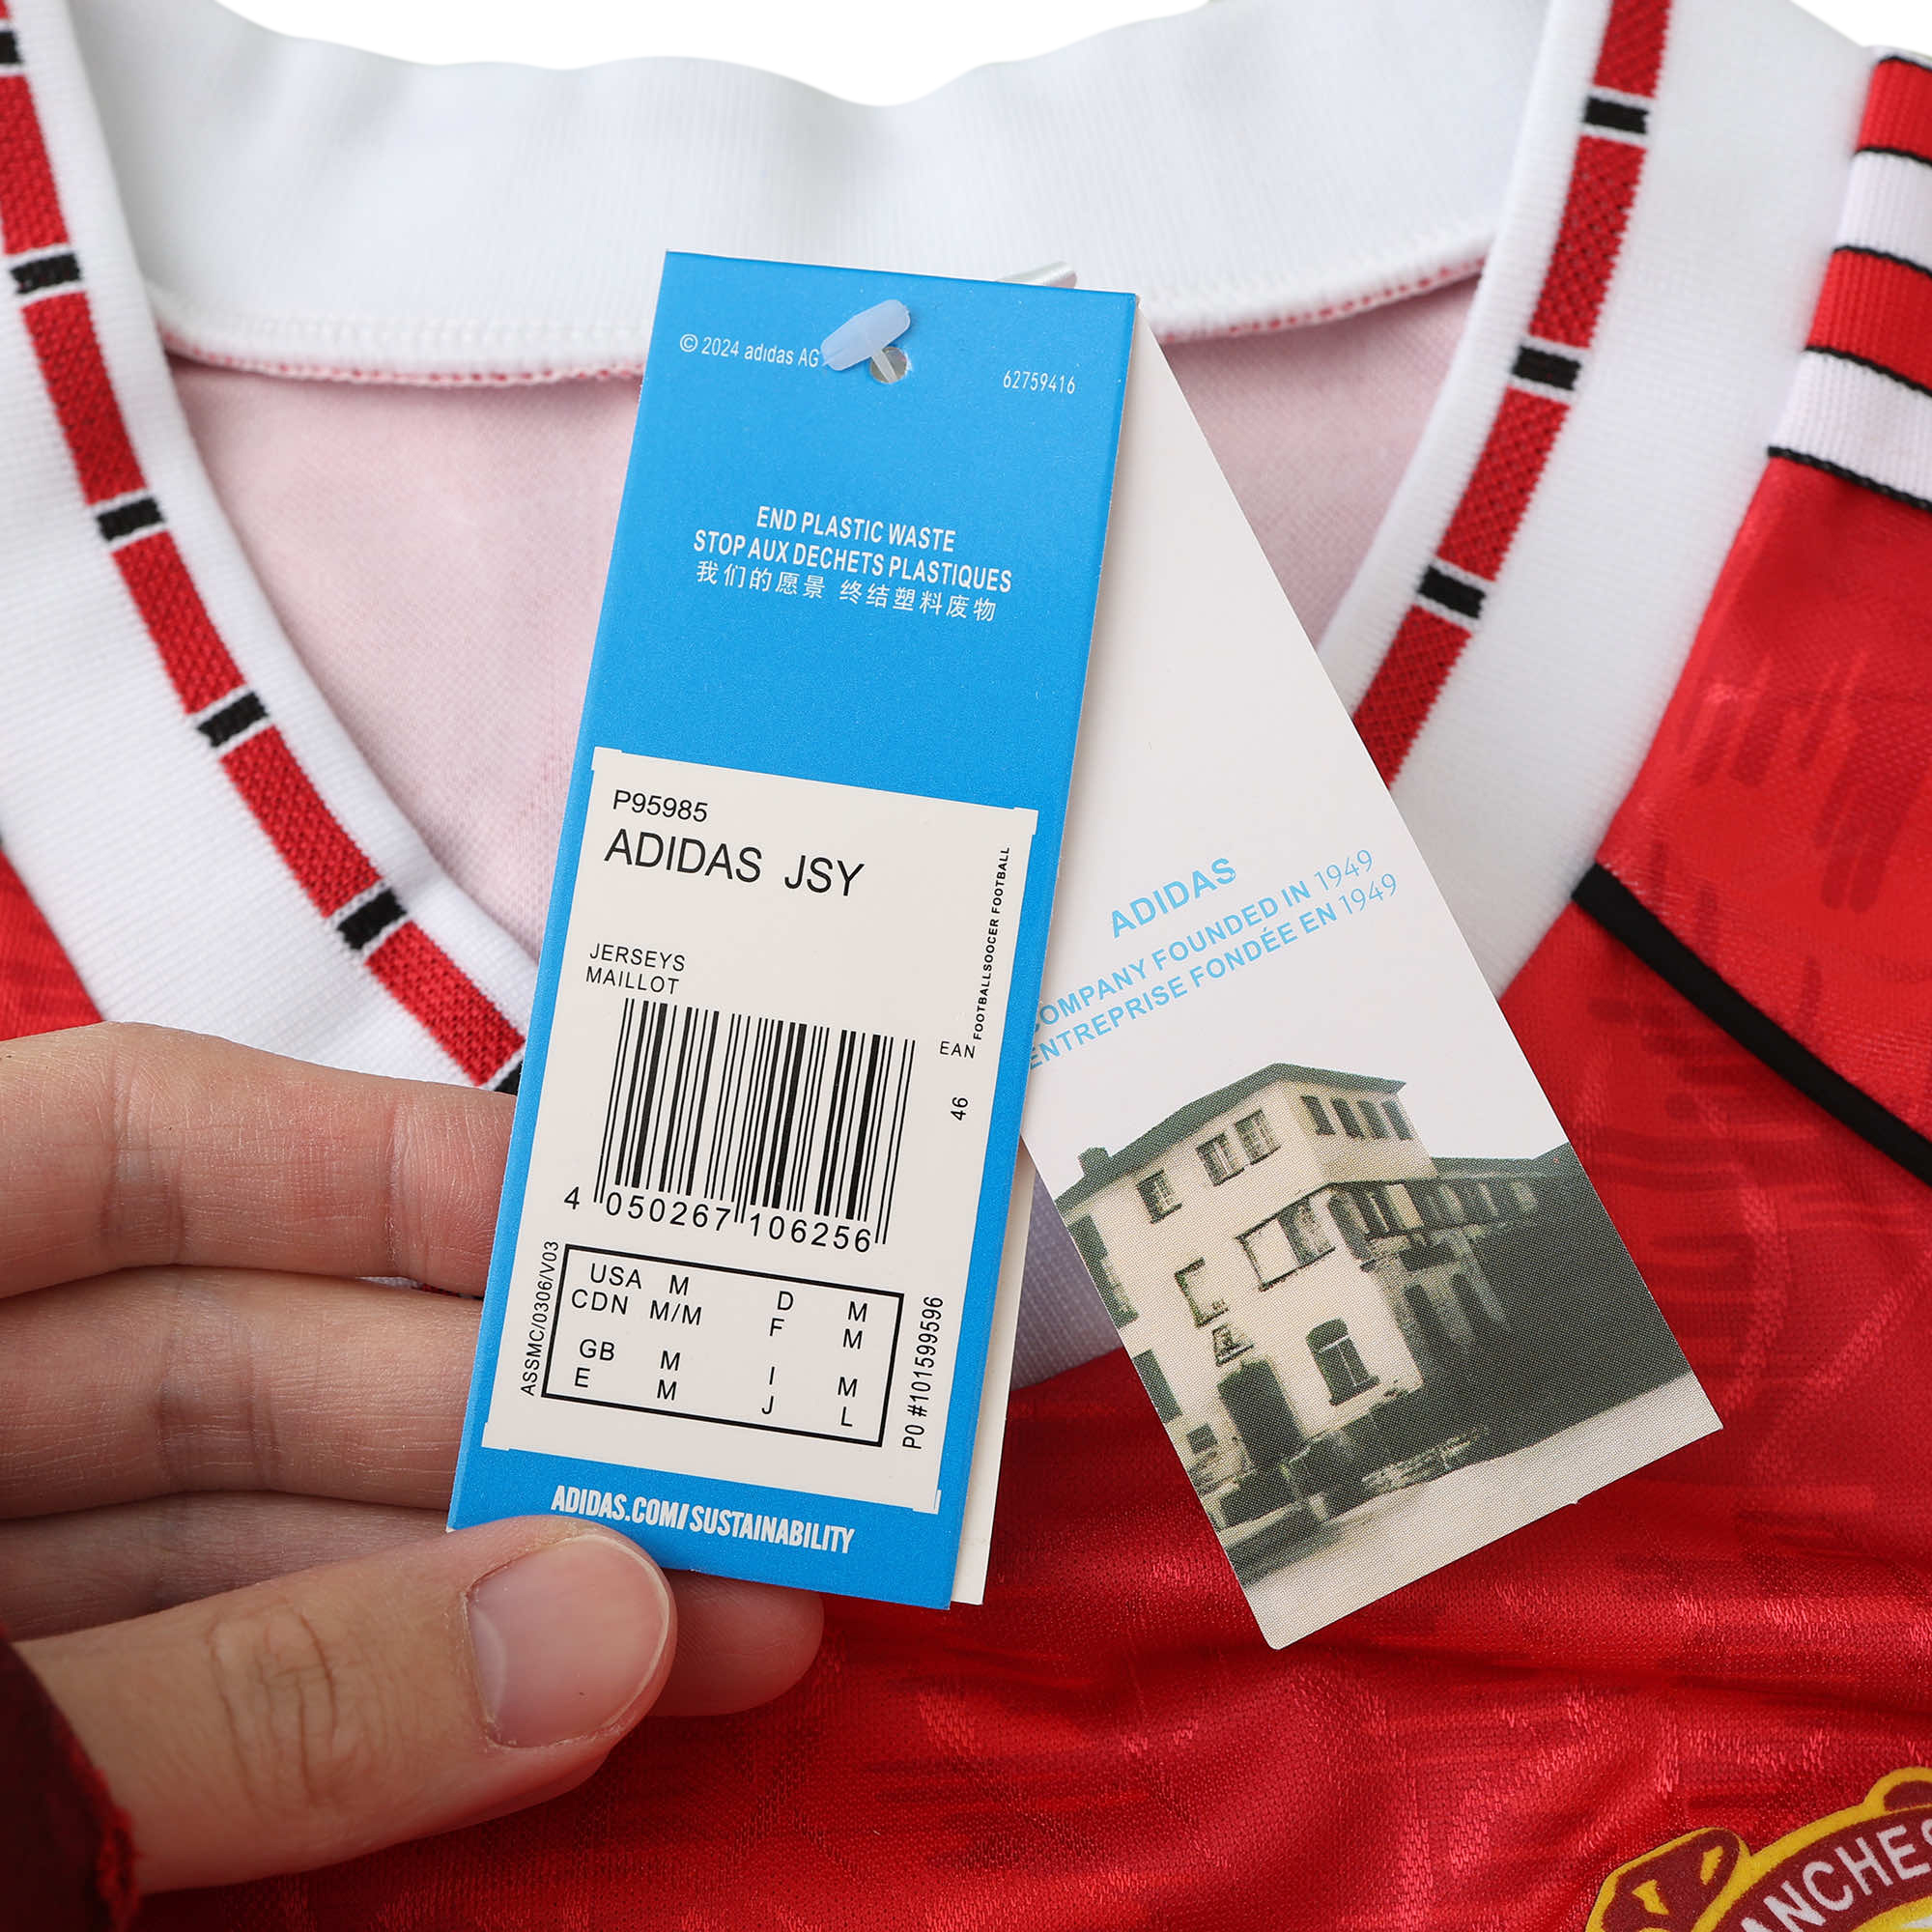 © 2024 adidas AG
62759416
END PLASTIC WASTE
STOP AUX DECHETS PLASTIQUES
我们的愿景 终结塑料废物
P95985
ADIDAS JSY
FOOTBALLSOCCER FOOTBALL
JERSEYS
MAILLOT
EAN
46
4 050267 106256
ASSMC/0306/V03
USA M D M
CDN M/M F M
GB M I M
E M J L
PO #101599596
ADIDAS.COM/SUSTAINABILITY
ADIDAS
COMPANY FOUNDED IN 1949
ENTREPRISE FONDÉE EN 1949